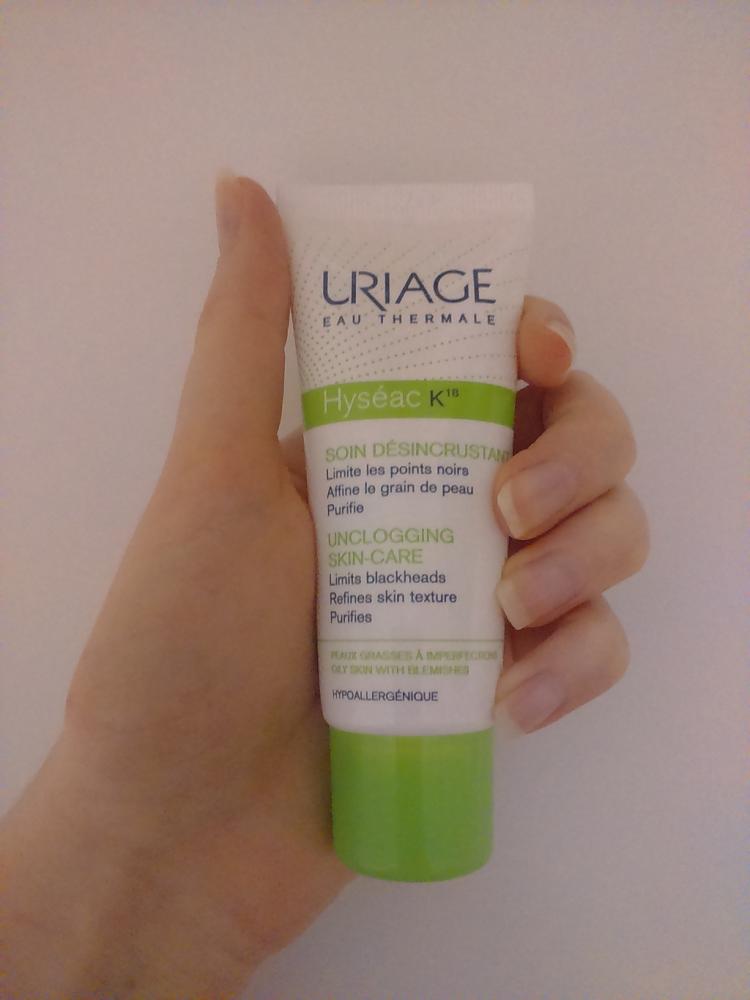 URIAGE
EAU THERMALE
Hyséac K18
SOIN DÉSINCRUSTANT
Limite les points noirs
Affine le grain de peau
Purifie
UNCLOGGING
SKIN-CARE
Limits blackheads
Refines skin texture
Purifies
PEAUX GRASSES À IMPERFECTIONS
OILY SKIN WITH BLEMISHES
HYPOALLERGÉNIQUE